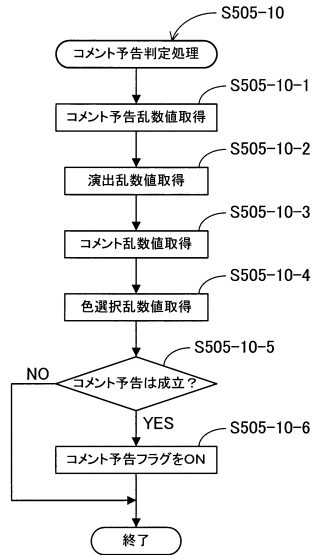 S505-10
コメント予告判定処理
S505-10-1
コメント予告乱数値取得
S505-10-2
演出乱数値取得
S505-10-3
コメント乱数値取得
S505-10-4
色選択乱数値取得
S505-10-5
NO
コメント予告は成立？
YES
S505-10-6
コメント予告フラグをON
終了